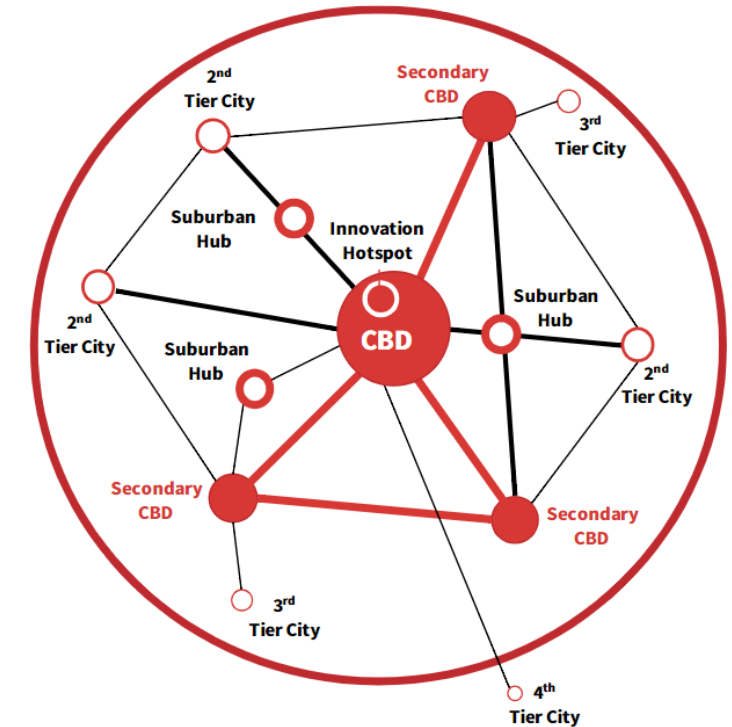 2nd
Tier City
Secondary
CBD
3rd
Tier City
Suburban
Hub
Innovation
Hotspot
Suburban
Hub
CBD
2nd
Tier City
Suburban
Hub
2nd
Tier City
Secondary
CBD
Secondary
CBD
3rd
Tier City
4th
Tier City